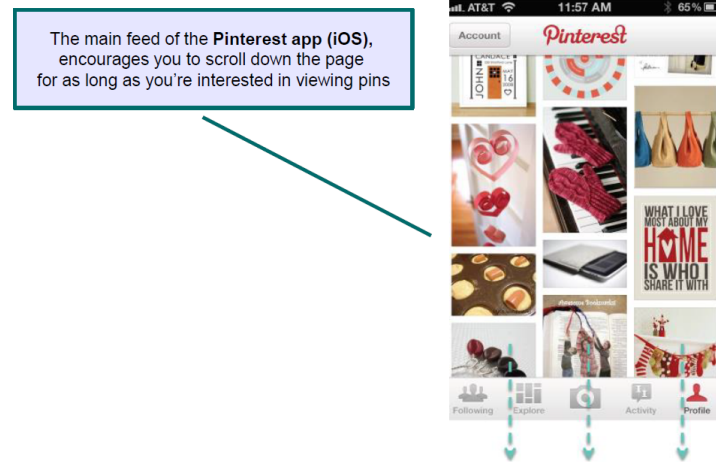 The main feed of the Pinterest app (iOS),
encourages you to scroll down the page
for as long as you're interested in viewing pins
AT&T 11:57 AM 65%
Account Pinterest
JOHN
MAY
16
WHAT I LOVE
MOST ABOUT MY
HOME
IS WHO I
SHARE IT WITH
Following Explore Activity Profile